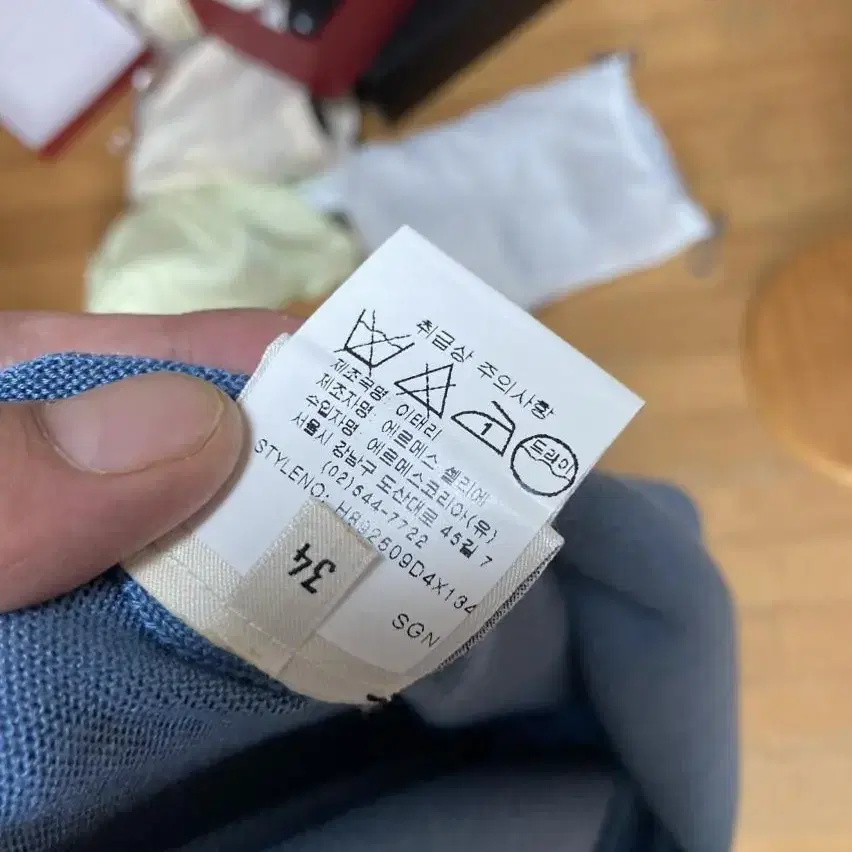 취급상 주의사항
1
드라이
제조국명 이태리
제조자명 에르메스 셀리에
수입자명 에르메스코리아(유)
서울시 강남구 도산대로 45길 7
(02)544-7722
STYLENO: H892509D4X134
SGN
34